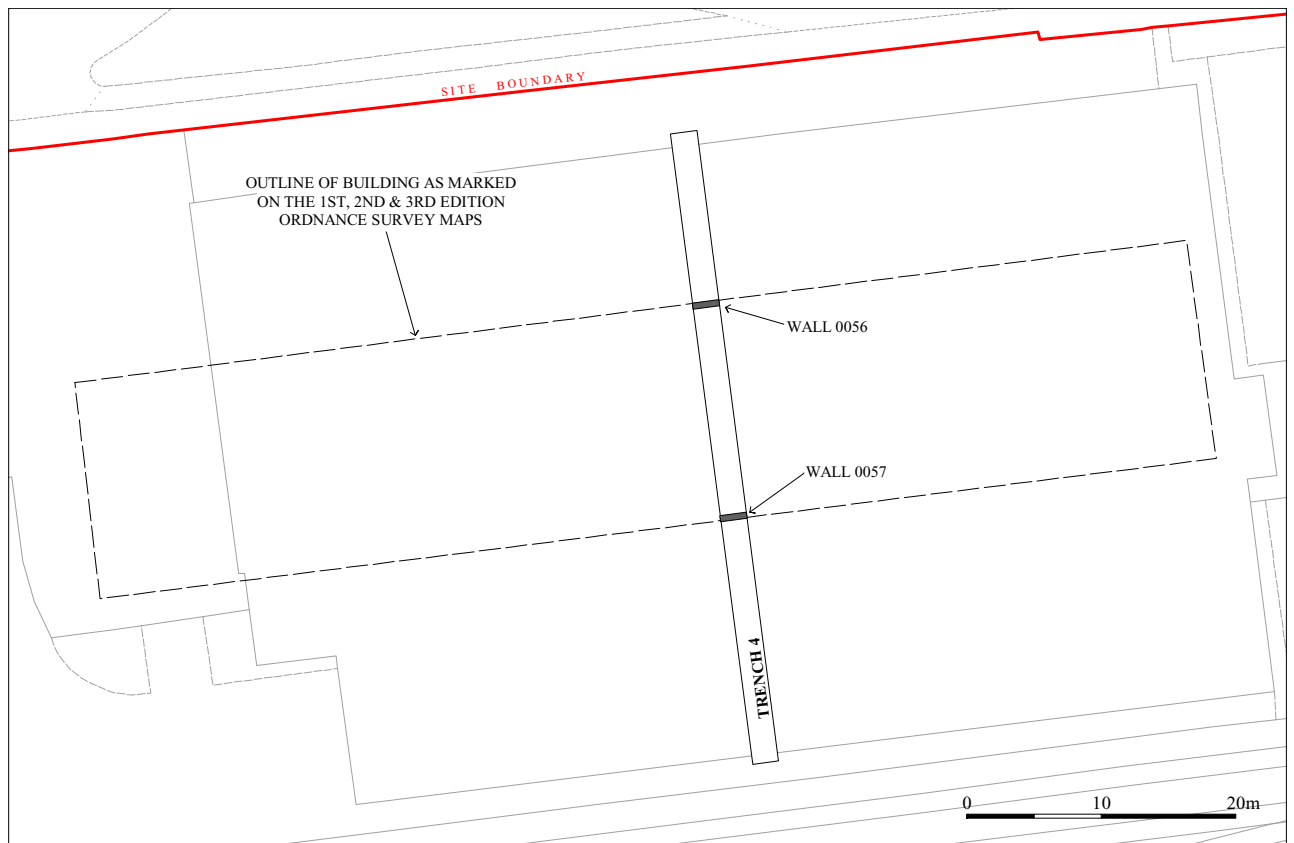 SITE BOUNDARY
OUTLINE OF BUILDING AS MARKED
ON THE 1ST, 2ND & 3RD EDITION
ORDNANCE SURVEY MAPS
WALL 0056
WALL 0057
TRENCH 4
0 10 20m